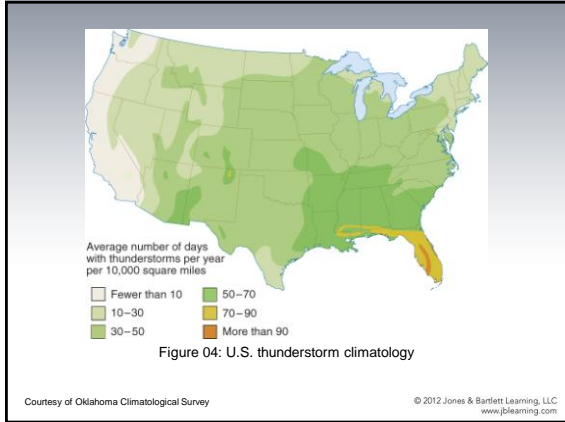 Average number of days
with thunderstorms per year
per 10,000 square miles
Fewer than 10
10–30
30–50
50–70
70–90
More than 90
Figure 04: U.S. thunderstorm climatology
Courtesy of Oklahoma Climatological Survey
© 2012 Jones & Bartlett Learning, LLC
www.jblearning.com